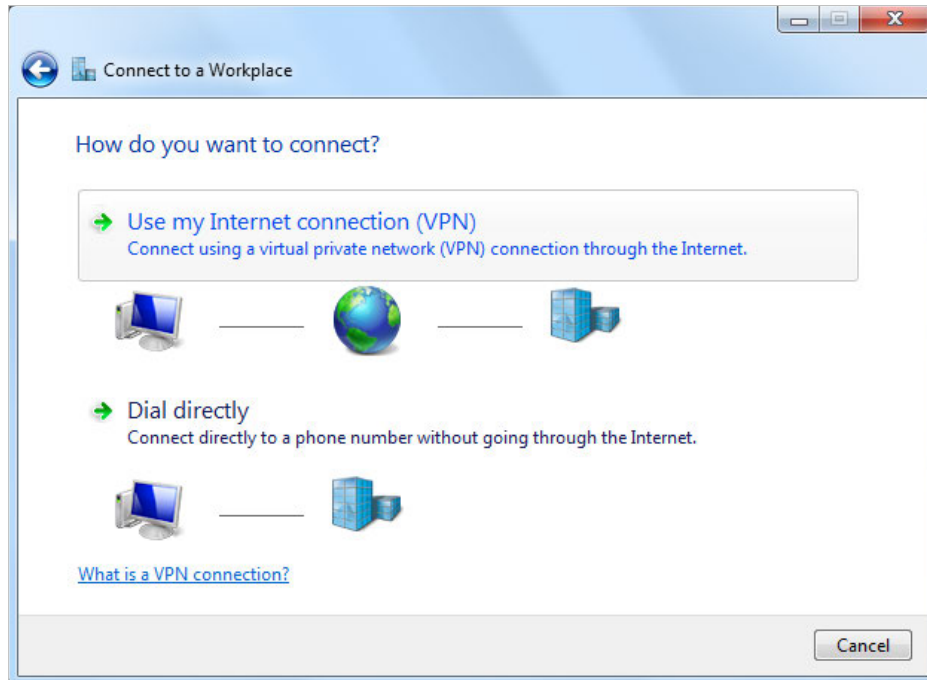 Connect to a Workplace
How do you want to connect?
Use my Internet connection (VPN)
Connect using a virtual private network (VPN) connection through the Internet.
Dial directly
Connect directly to a phone number without going through the Internet.
What is a VPN connection?
Cancel